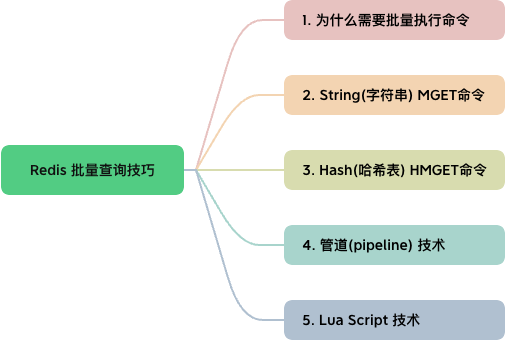 Redis 批量查询技巧
1. 为什么需要批量执行命令
2. String(字符串) MGET命令
3. Hash(哈希表) HMGET命令
4. 管道(pipeline) 技术
5. Lua Script 技术